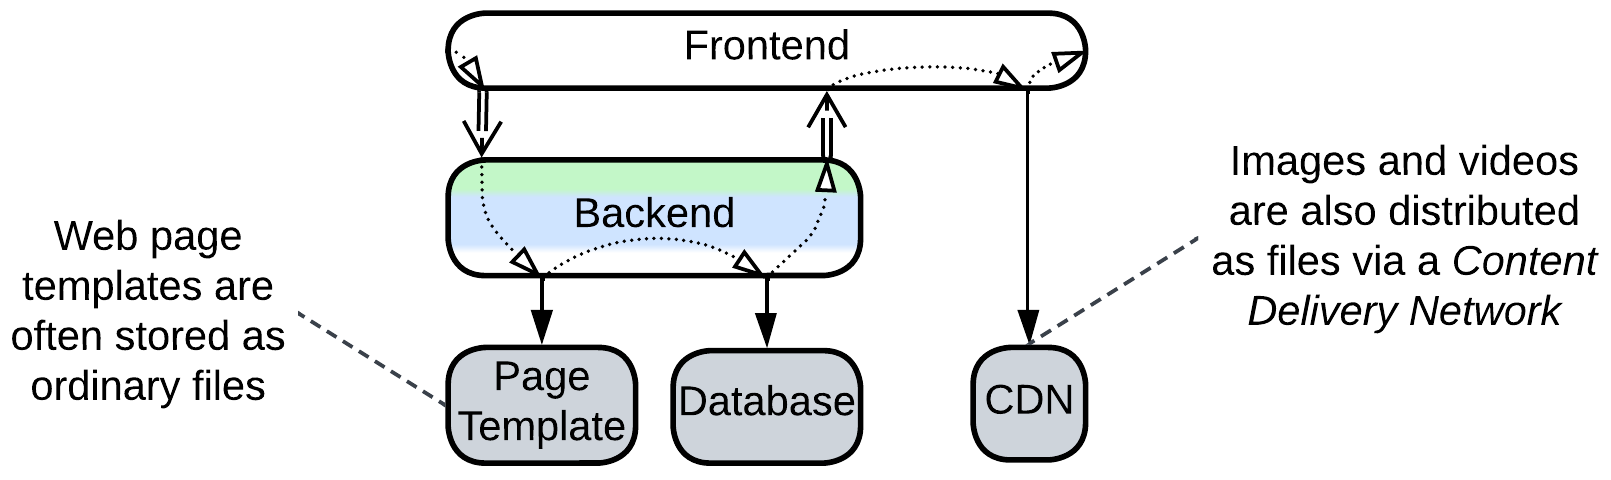 Frontend
Backend
Web page
templates are
often stored as
ordinary files
Images and videos
are also distributed
as files via a Content
Delivery Network
Page
Template
Database
CDN